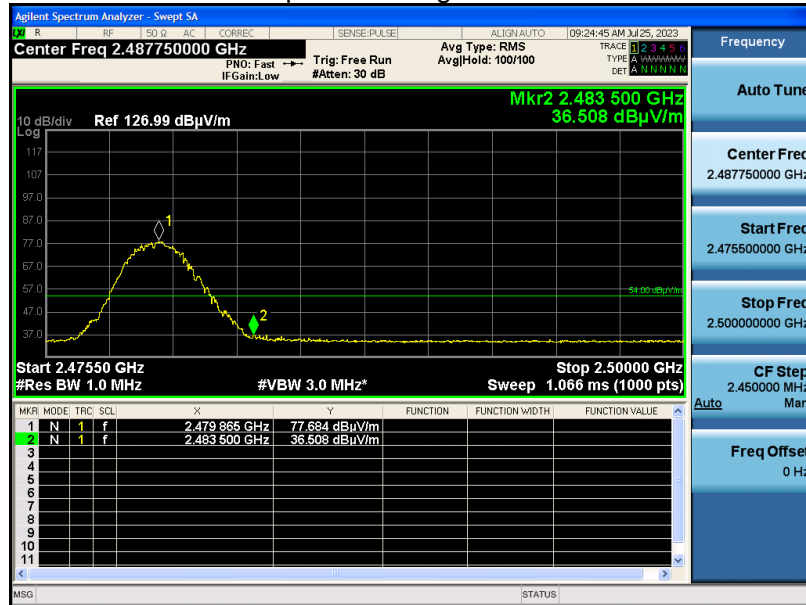 Agilent Spectrum Analyzer - Swept SA
LXI R RF 50 Ω AC CORREC SENSE:PULSE ALIGN AUTO 09:24:45 AM Jul 25, 2023
Center Freq 2.487750000 GHz
PNO: Fast
IFGain:Low
Trig: Free Run
#Atten: 30 dB
Avg Type: RMS
Avg|Hold: 100/100
TRACE 1 2 3 4 5 6
TYPE A WWWWW
DET A N N N N N
Mkr2 2.483 500 GHz
36.508 dBµV/m
10 dB/div Ref 126.99 dBµV/m
Log
117
107
97.0
87.0
77.0
67.0
57.0
47.0
37.0
1
2
54.00 dBµV/m
Start 2.47550 GHz Stop 2.50000 GHz
#Res BW 1.0 MHz #VBW 3.0 MHz* Sweep 1.066 ms (1000 pts)
MKR MODE TRC SCL X Y FUNCTION FUNCTION WIDTH FUNCTION VALUE
1 N 1 f 2.479 865 GHz 77.684 dBµV/m
2 N 1 f 2.483 500 GHz 36.508 dBµV/m
3
4
5
6
7
8
9
10
11
MSG STATUS
Frequency
Auto Tune
Center Freq
2.487750000 GHz
Start Freq
2.475500000 GHz
Stop Freq
2.500000000 GHz
CF Step
2.450000 MHz
Auto Man
Freq Offset
0 Hz